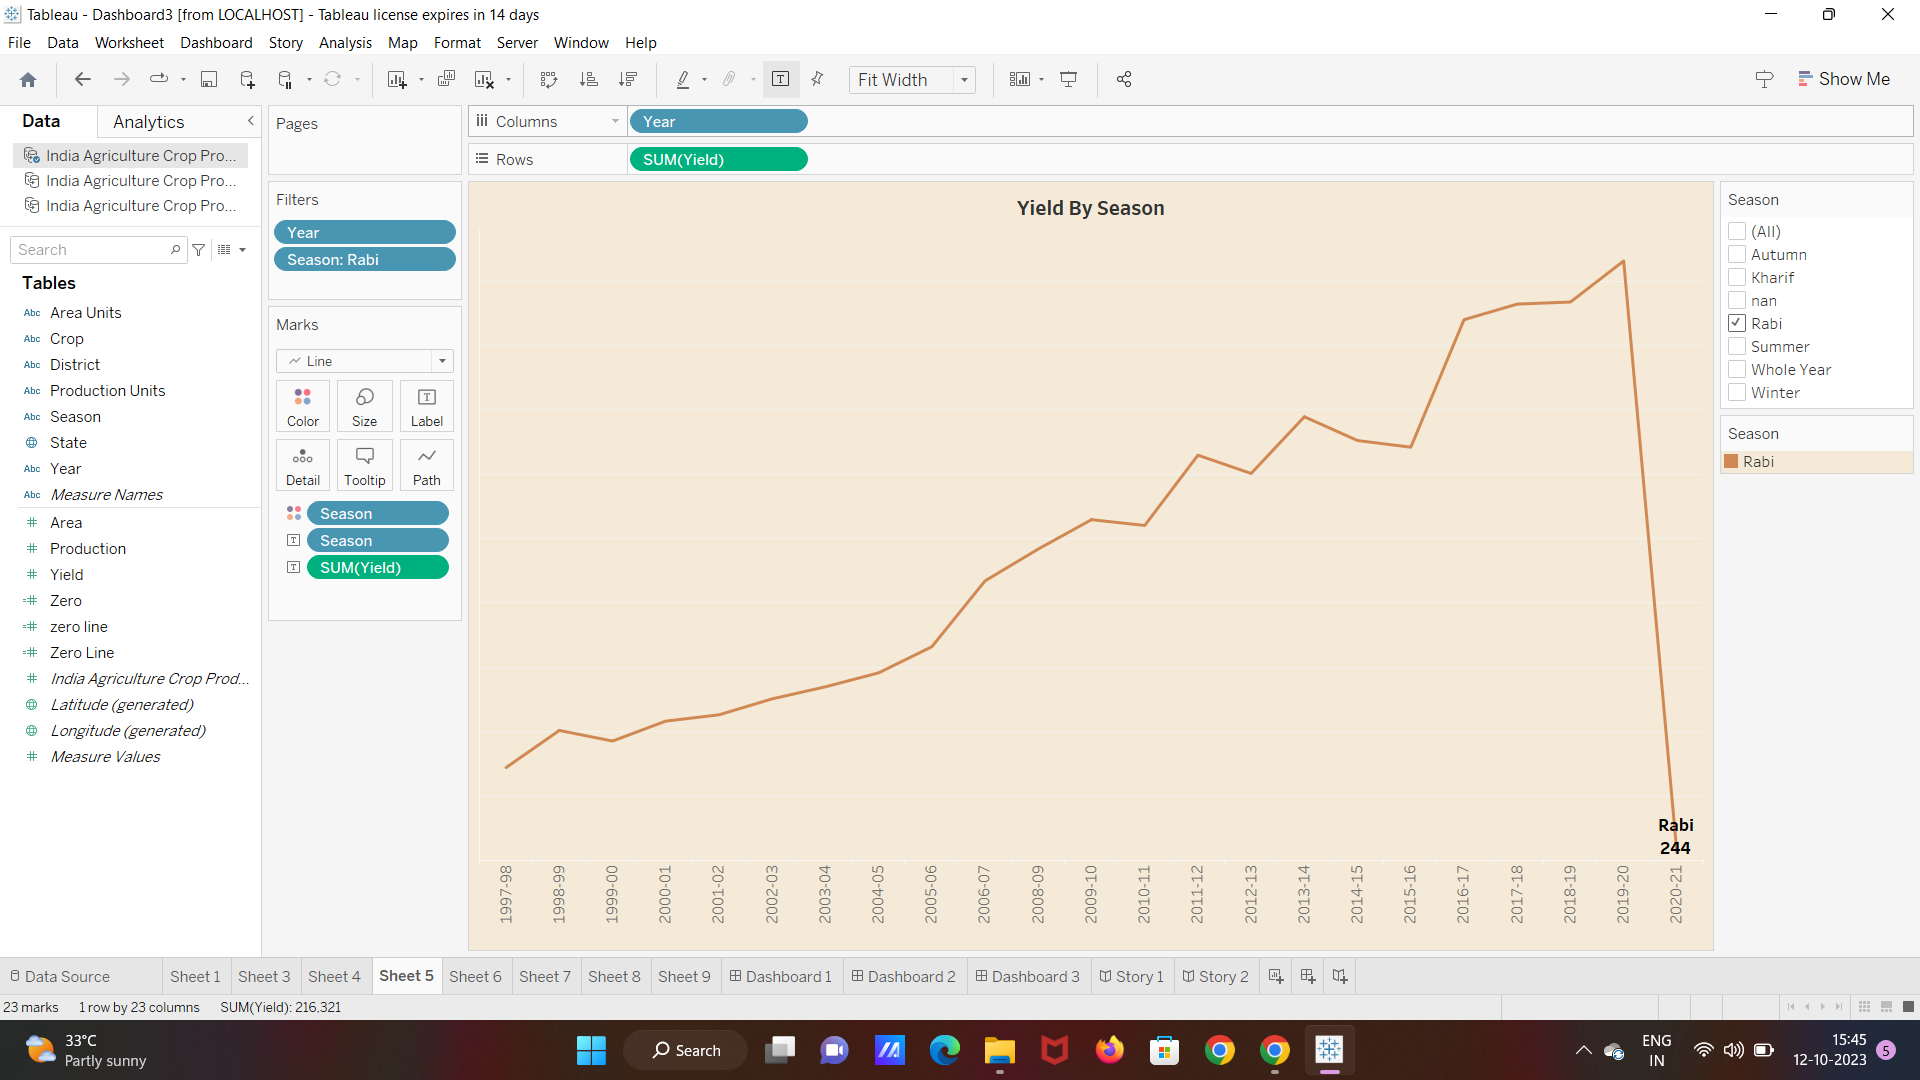 Tableau - Dashboard3 [from LOCALHOST] - Tableau license expires in 14 days
File Data Worksheet Dashboard Story Analysis Map Format Server Window Help
Fit Width
Show Me
Data
Analytics
India Agriculture Crop Pro...
India Agriculture Crop Pro...
India Agriculture Crop Pro...
Search
Tables
Abc Area Units
Abc Crop
Abc District
Abc Production Units
Abc Season
State
Abc Year
Abc Measure Names
# Area
# Production
# Yield
=# Zero
=# zero line
=# Zero Line
# India Agriculture Crop Prod...
Latitude (generated)
Longitude (generated)
# Measure Values
Pages
Filters
Year
Season: Rabi
Marks
Line
Color
Size
Label
Detail
Tooltip
Path
Season
Season
SUM(Yield)
Columns
Year
Rows
SUM(Yield)
Yield By Season
Rabi
244
1997-98
1998-99
1999-00
2000-01
2001-02
2002-03
2003-04
2004-05
2005-06
2006-07
2008-09
2009-10
2010-11
2011-12
2012-13
2013-14
2014-15
2015-16
2016-17
2017-18
2018-19
2019-20
2020-21
Season
(All)
Autumn
Kharif
nan
Rabi
Summer
Whole Year
Winter
Season
Rabi
Data Source
Sheet 1
Sheet 3
Sheet 4
Sheet 5
Sheet 6
Sheet 7
Sheet 8
Sheet 9
Dashboard 1
Dashboard 2
Dashboard 3
Story 1
Story 2
23 marks
1 row by 23 columns
SUM(Yield): 216,321
33°C
Partly sunny
Search
ENG
IN
15:45
12-10-2023
5